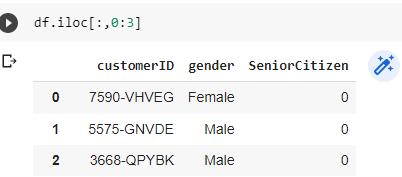 df.iloc[:,0:3]
customerID gender SeniorCitizen
0 7590-VHVEG Female 0
1 5575-GNVDE Male 0
2 3668-QPYBK Male 0